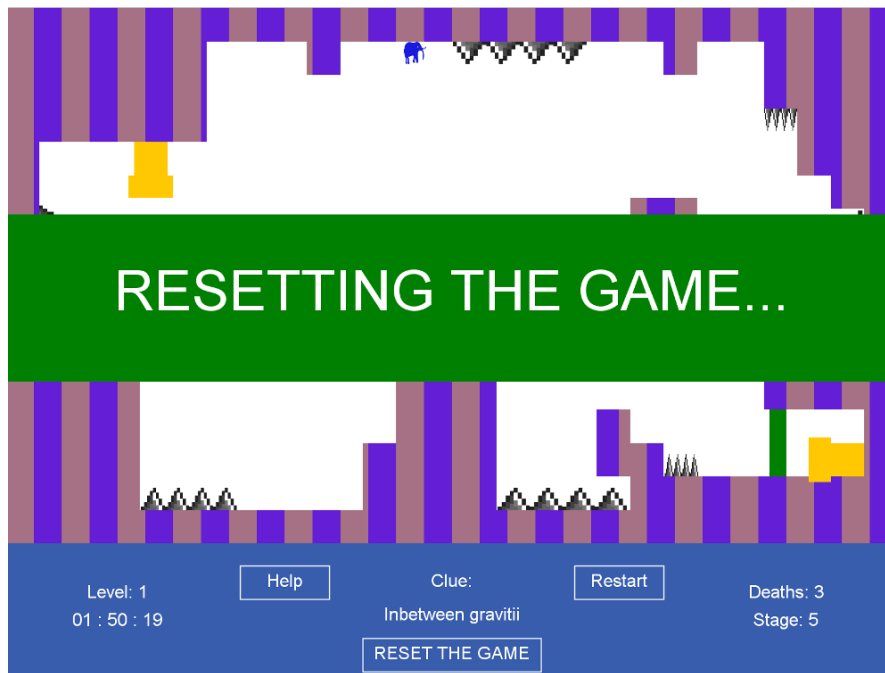 RESETTING THE GAME...
Level: 1
01 : 50 : 19
Help
Clue:
Inbetween gravitii
RESET THE GAME
Restart
Deaths: 3
Stage: 5